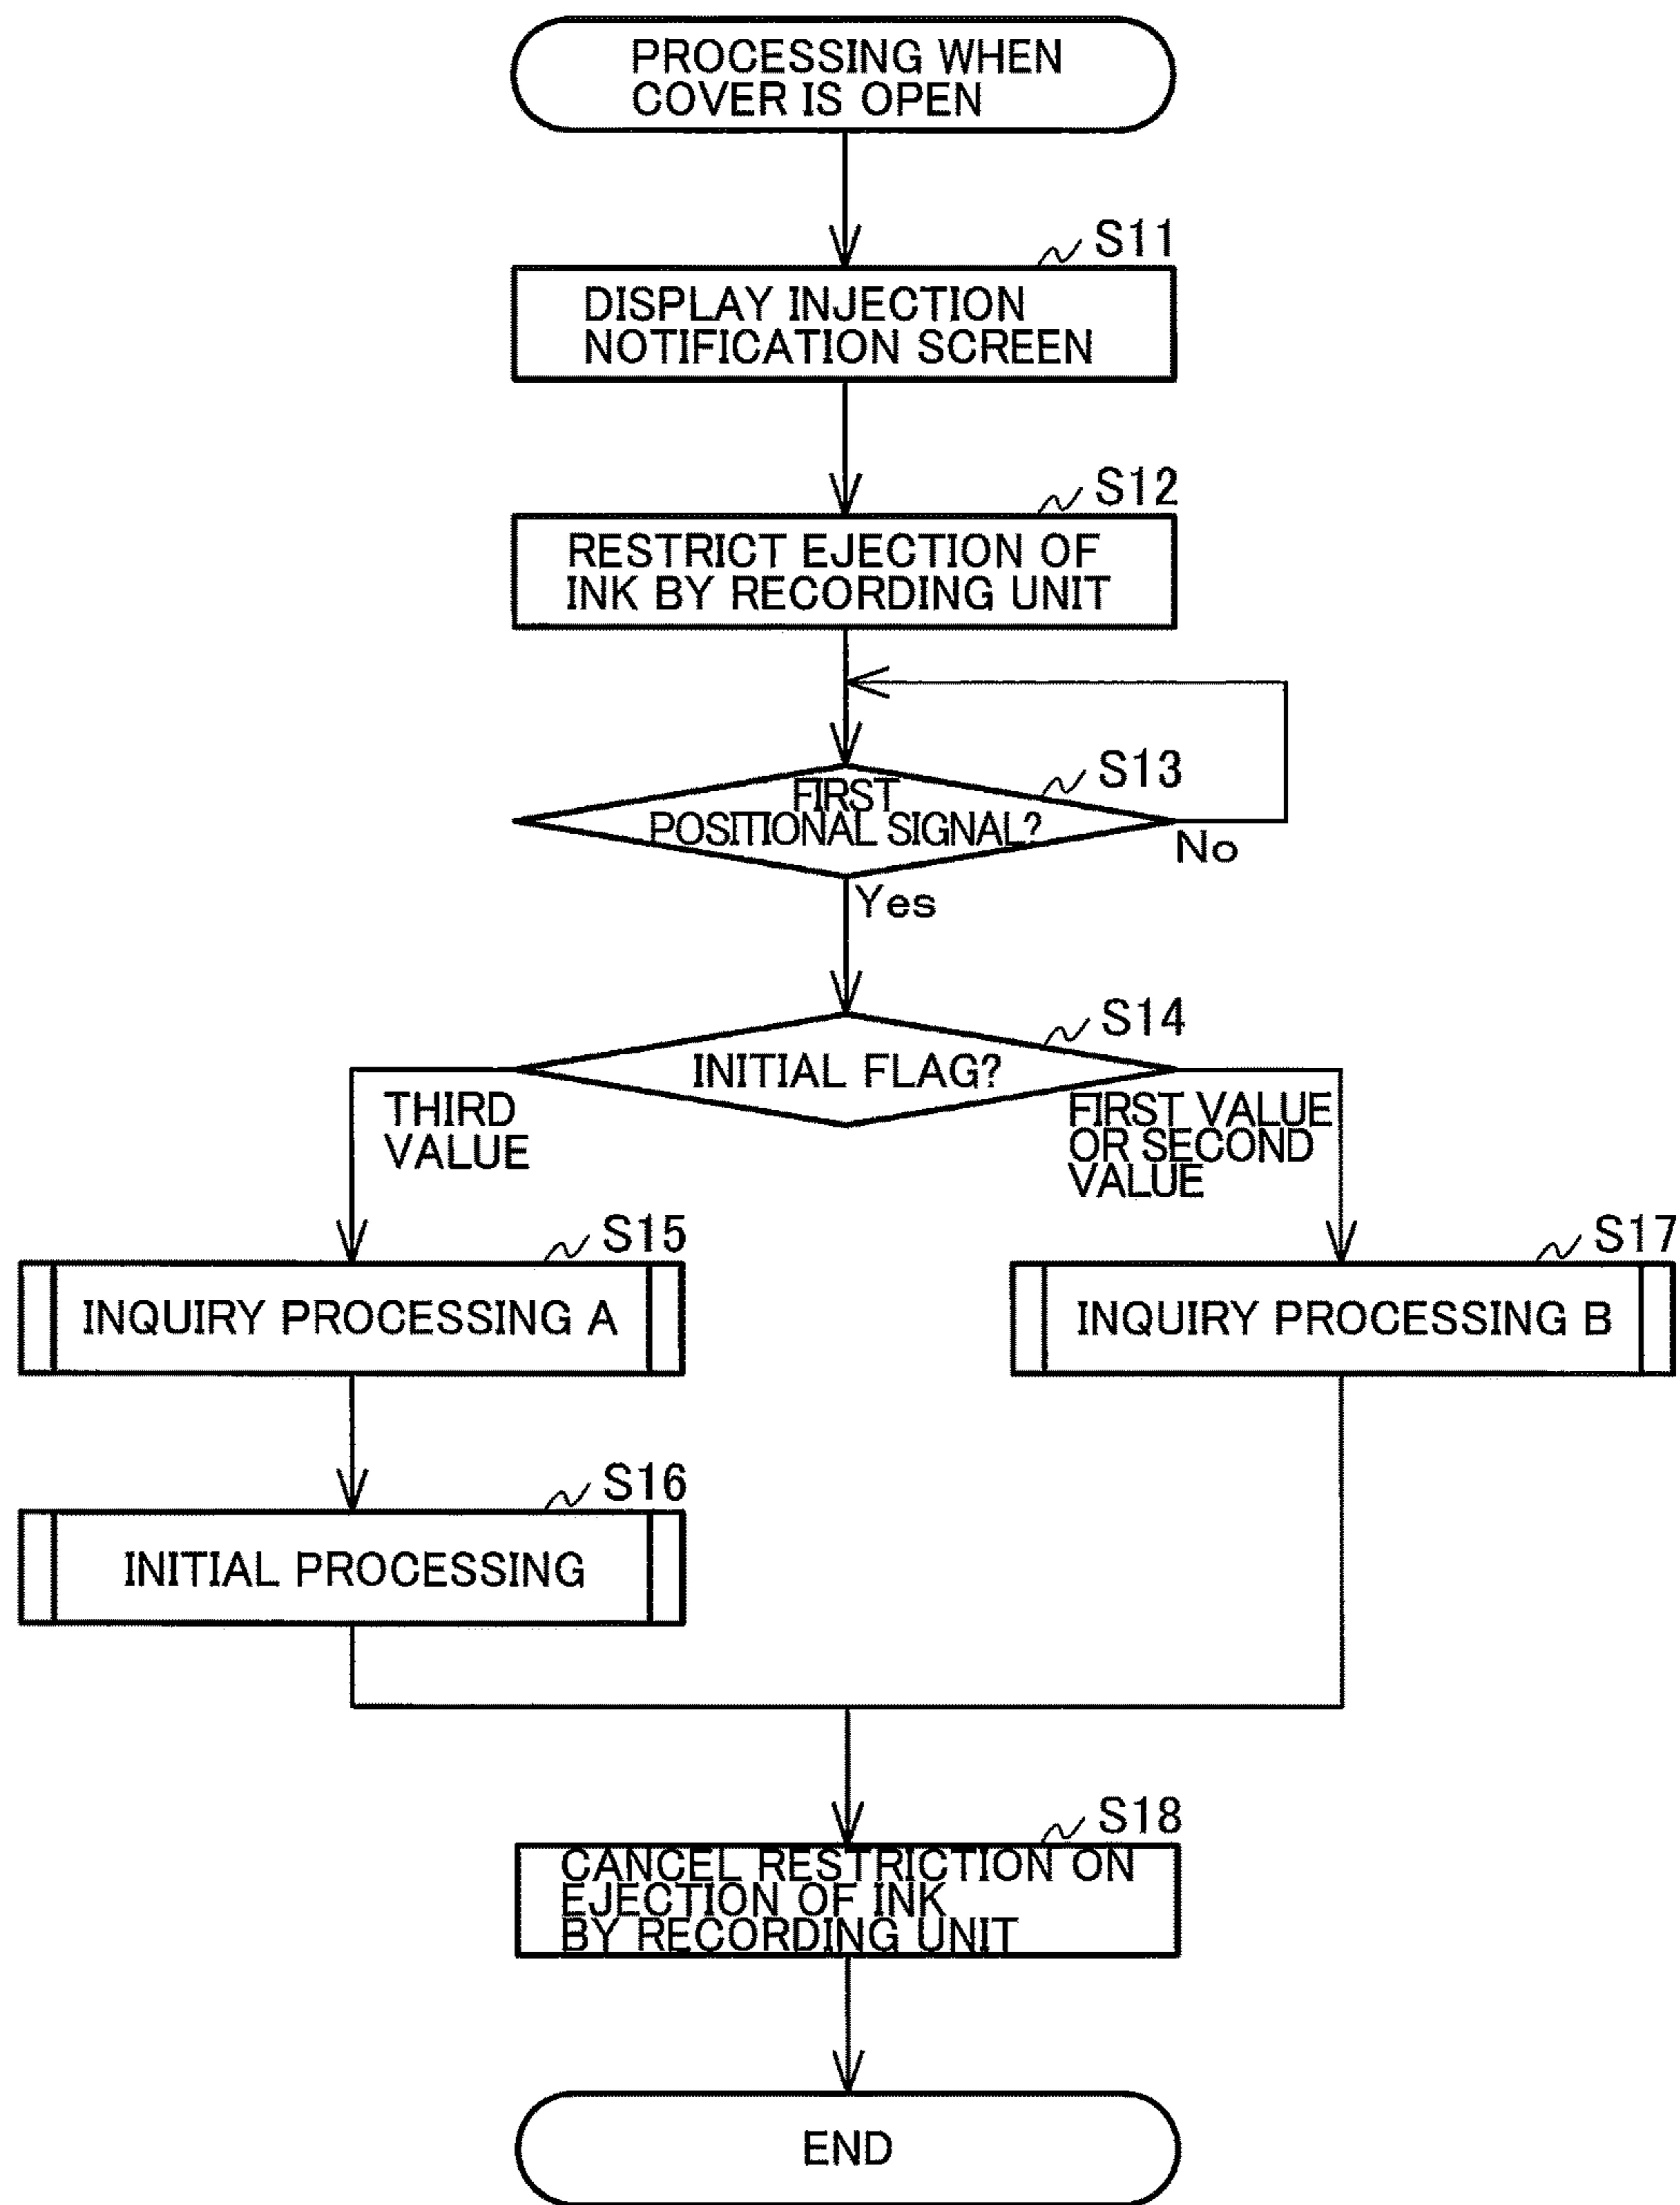 PROCESSING WHEN
COVER IS OPEN
S11
DISPLAY INJECTION
NOTIFICATION SCREEN
S12
RESTRICT EJECTION OF
INK BY RECORDING UNIT
S13
FIRST
POSITIONAL SIGNAL?
No
Yes
S14
INITIAL FLAG?
THIRD
VALUE
FIRST VALUE
OR SECOND
VALUE
S15
INQUIRY PROCESSING A
S17
INQUIRY PROCESSING B
S16
INITIAL PROCESSING
S18
CANCEL RESTRICTION ON
EJECTION OF INK
BY RECORDING UNIT
END